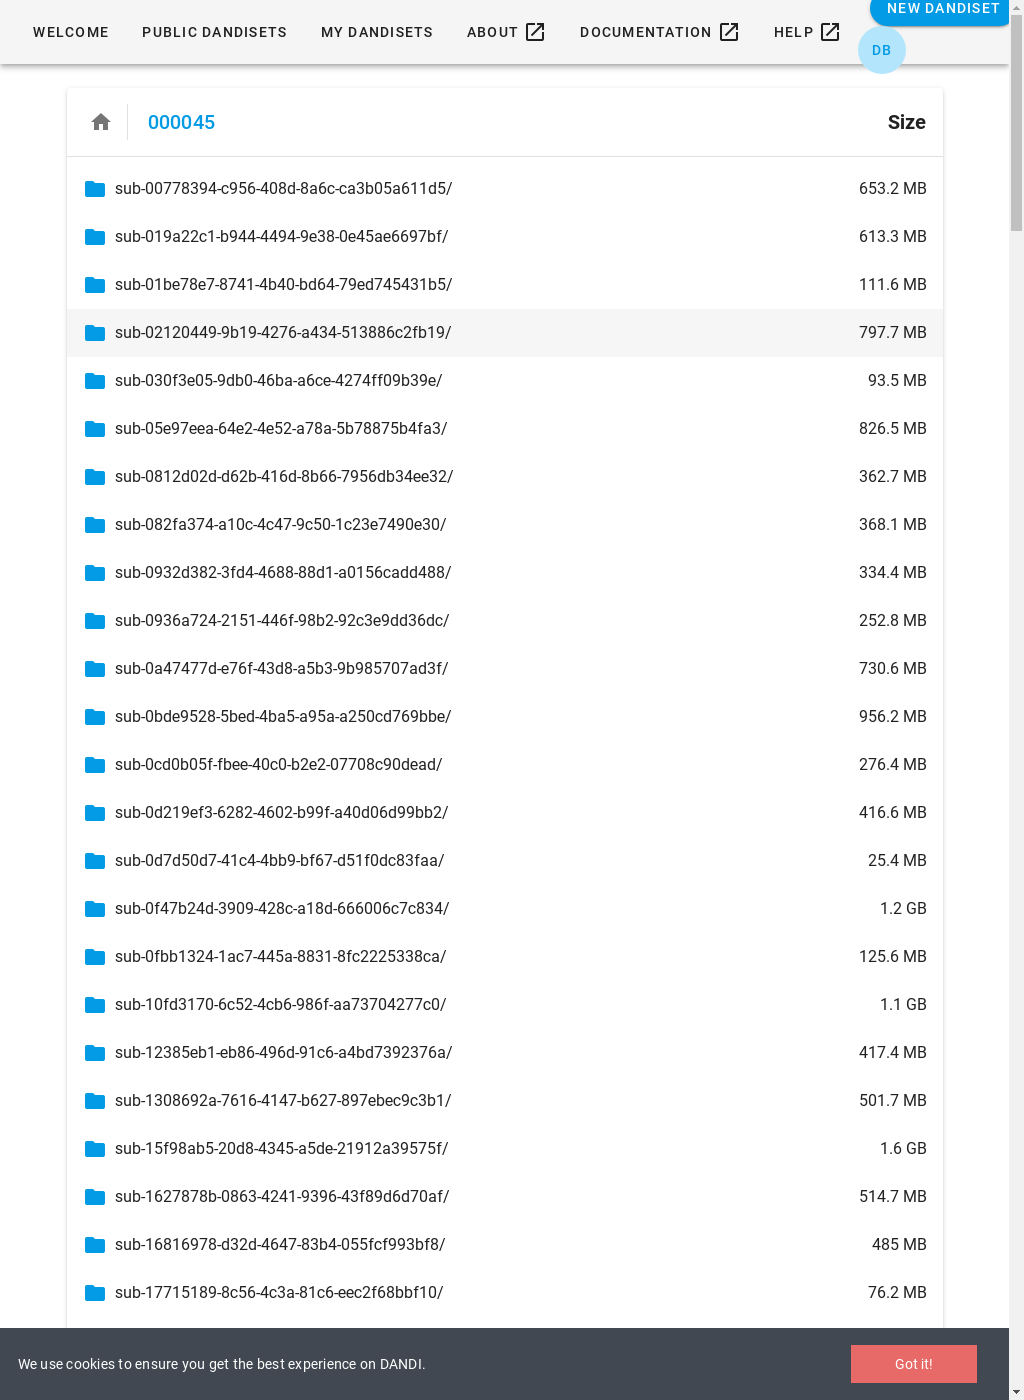 WELCOME PUBLIC DANDISETS MY DANDISETS ABOUT DOCUMENTATION HELP NEW DANDISET
DB
000045 Size
sub-00778394-c956-408d-8a6c-ca3b05a611d5/ 653.2 MB
sub-019a22c1-b944-4494-9e38-0e45ae6697bf/ 613.3 MB
sub-01be78e7-8741-4b40-bd64-79ed745431b5/ 111.6 MB
sub-02120449-9b19-4276-a434-513886c2fb19/ 797.7 MB
sub-030f3e05-9db0-46ba-a6ce-4274ff09b39e/ 93.5 MB
sub-05e97eea-64e2-4e52-a78a-5b78875b4fa3/ 826.5 MB
sub-0812d02d-d62b-416d-8b66-7956db34ee32/ 362.7 MB
sub-082fa374-a10c-4c47-9c50-1c23e7490e30/ 368.1 MB
sub-0932d382-3fd4-4688-88d1-a0156cadd488/ 334.4 MB
sub-0936a724-2151-446f-98b2-92c3e9dd36dc/ 252.8 MB
sub-0a47477d-e76f-43d8-a5b3-9b985707ad3f/ 730.6 MB
sub-0bde9528-5bed-4ba5-a95a-a250cd769bbe/ 956.2 MB
sub-0cd0b05f-fbee-40c0-b2e2-07708c90dead/ 276.4 MB
sub-0d219ef3-6282-4602-b99f-a40d06d99bb2/ 416.6 MB
sub-0d7d50d7-41c4-4bb9-bf67-d51f0dc83faa/ 25.4 MB
sub-0f47b24d-3909-428c-a18d-666006c7c834/ 1.2 GB
sub-0fbb1324-1ac7-445a-8831-8fc2225338ca/ 125.6 MB
sub-10fd3170-6c52-4cb6-986f-aa73704277c0/ 1.1 GB
sub-12385eb1-eb86-496d-91c6-a4bd7392376a/ 417.4 MB
sub-1308692a-7616-4147-b627-897ebec9c3b1/ 501.7 MB
sub-15f98ab5-20d8-4345-a5de-21912a39575f/ 1.6 GB
sub-1627878b-0863-4241-9396-43f89d6d70af/ 514.7 MB
sub-16816978-d32d-4647-83b4-055fcf993bf8/ 485 MB
sub-17715189-8c56-4c3a-81c6-eec2f68bbf10/ 76.2 MB
We use cookies to ensure you get the best experience on DANDI. Got it!